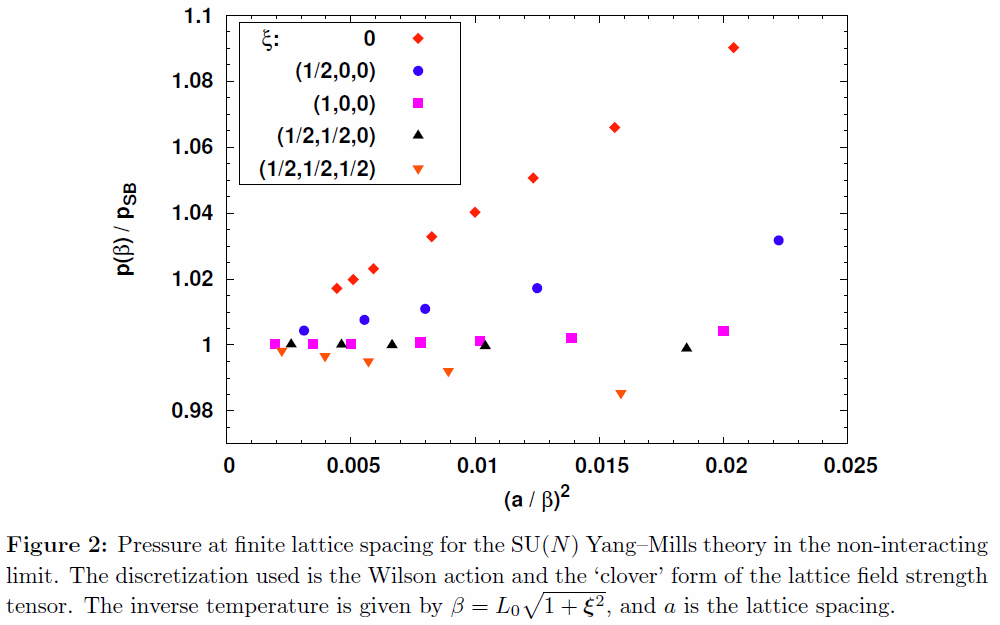 1.1
1.08
1.06
1.04
1.02
1
0.98
p(β) / pSB
ξ: 0
(1/2,0,0)
(1,0,0)
(1/2,1/2,0)
(1/2,1/2,1/2)
0 0.005 0.01 0.015 0.02 0.025
(a / β)²
Figure 2: Pressure at finite lattice spacing for the SU(N) Yang–Mills theory in the non-interacting
limit. The discretization used is the Wilson action and the ‘clover’ form of the lattice field strength
tensor. The inverse temperature is given by β = L₀√1 + ξ², and a is the lattice spacing.